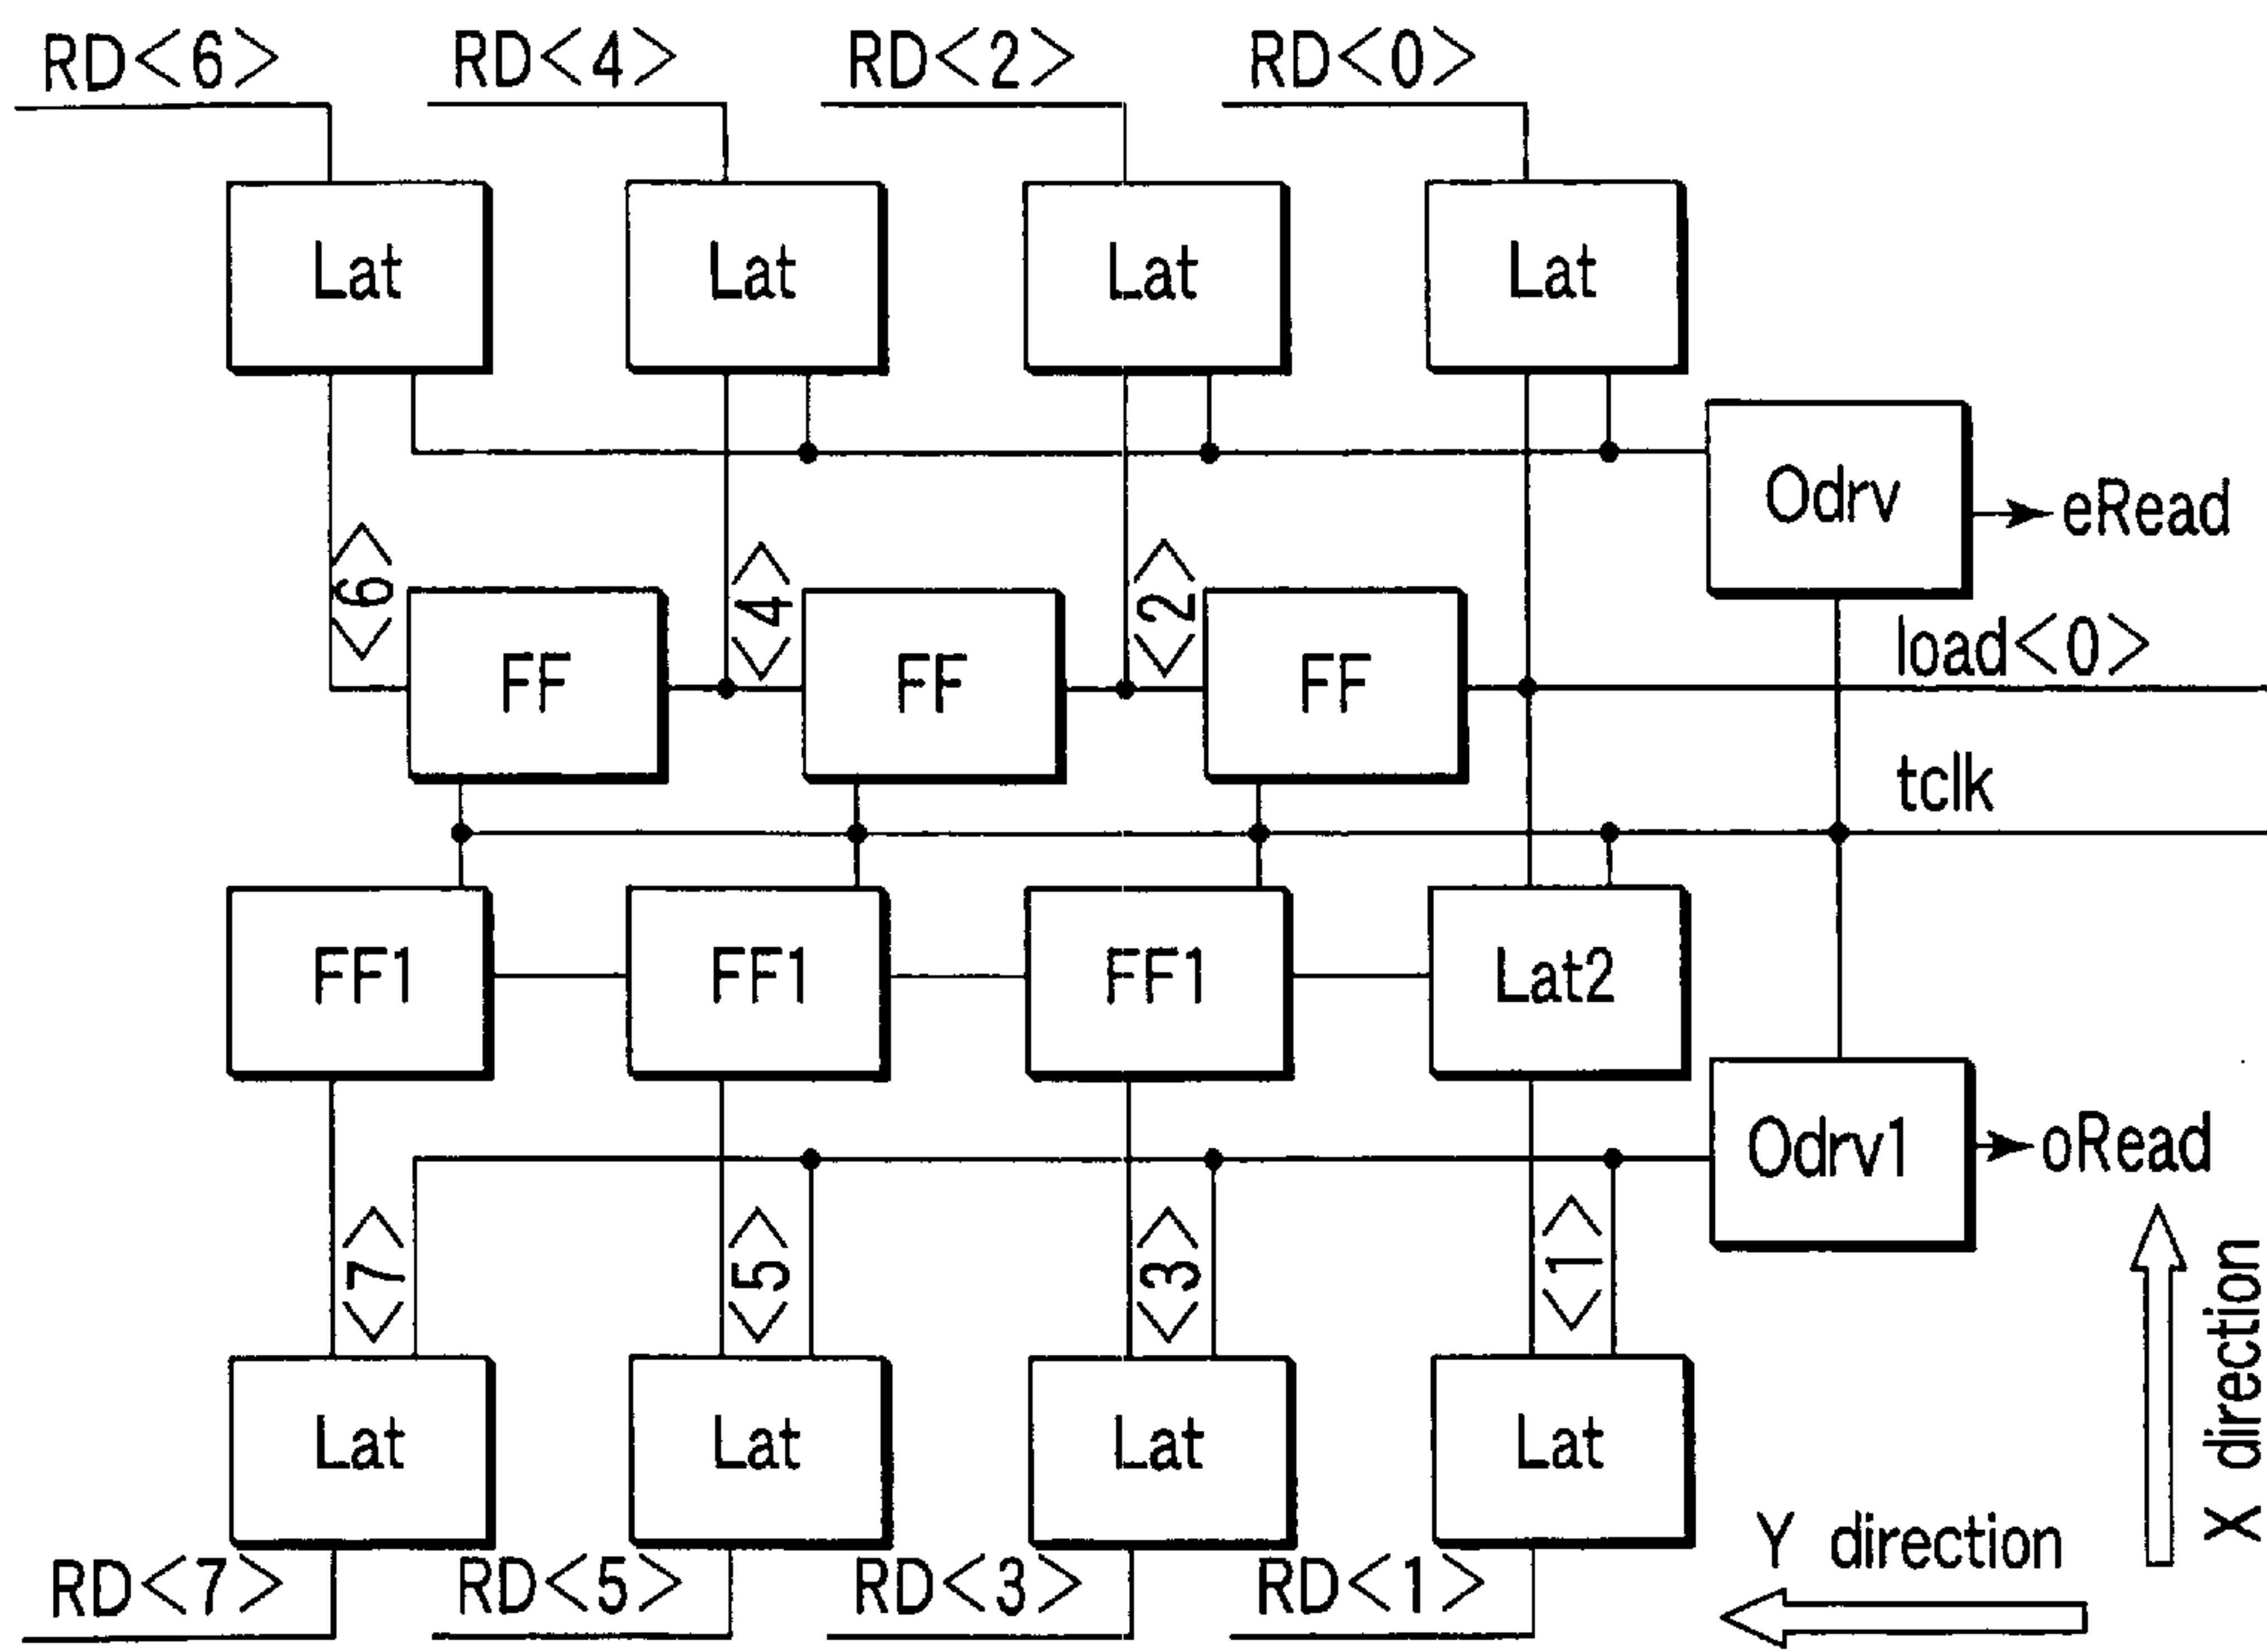 RD<6> RD<4> RD<2> RD<0>
Lat Lat Lat Lat
Odrv eRead
<6> <4> <2>
FF FF FF load<0>
tclk
FF1 FF1 FF1 Lat2
Odrv1 oRead
<7> <5> <3> <1>
Lat Lat Lat Lat
X direction
Y direction
RD<7> RD<5> RD<3> RD<1>